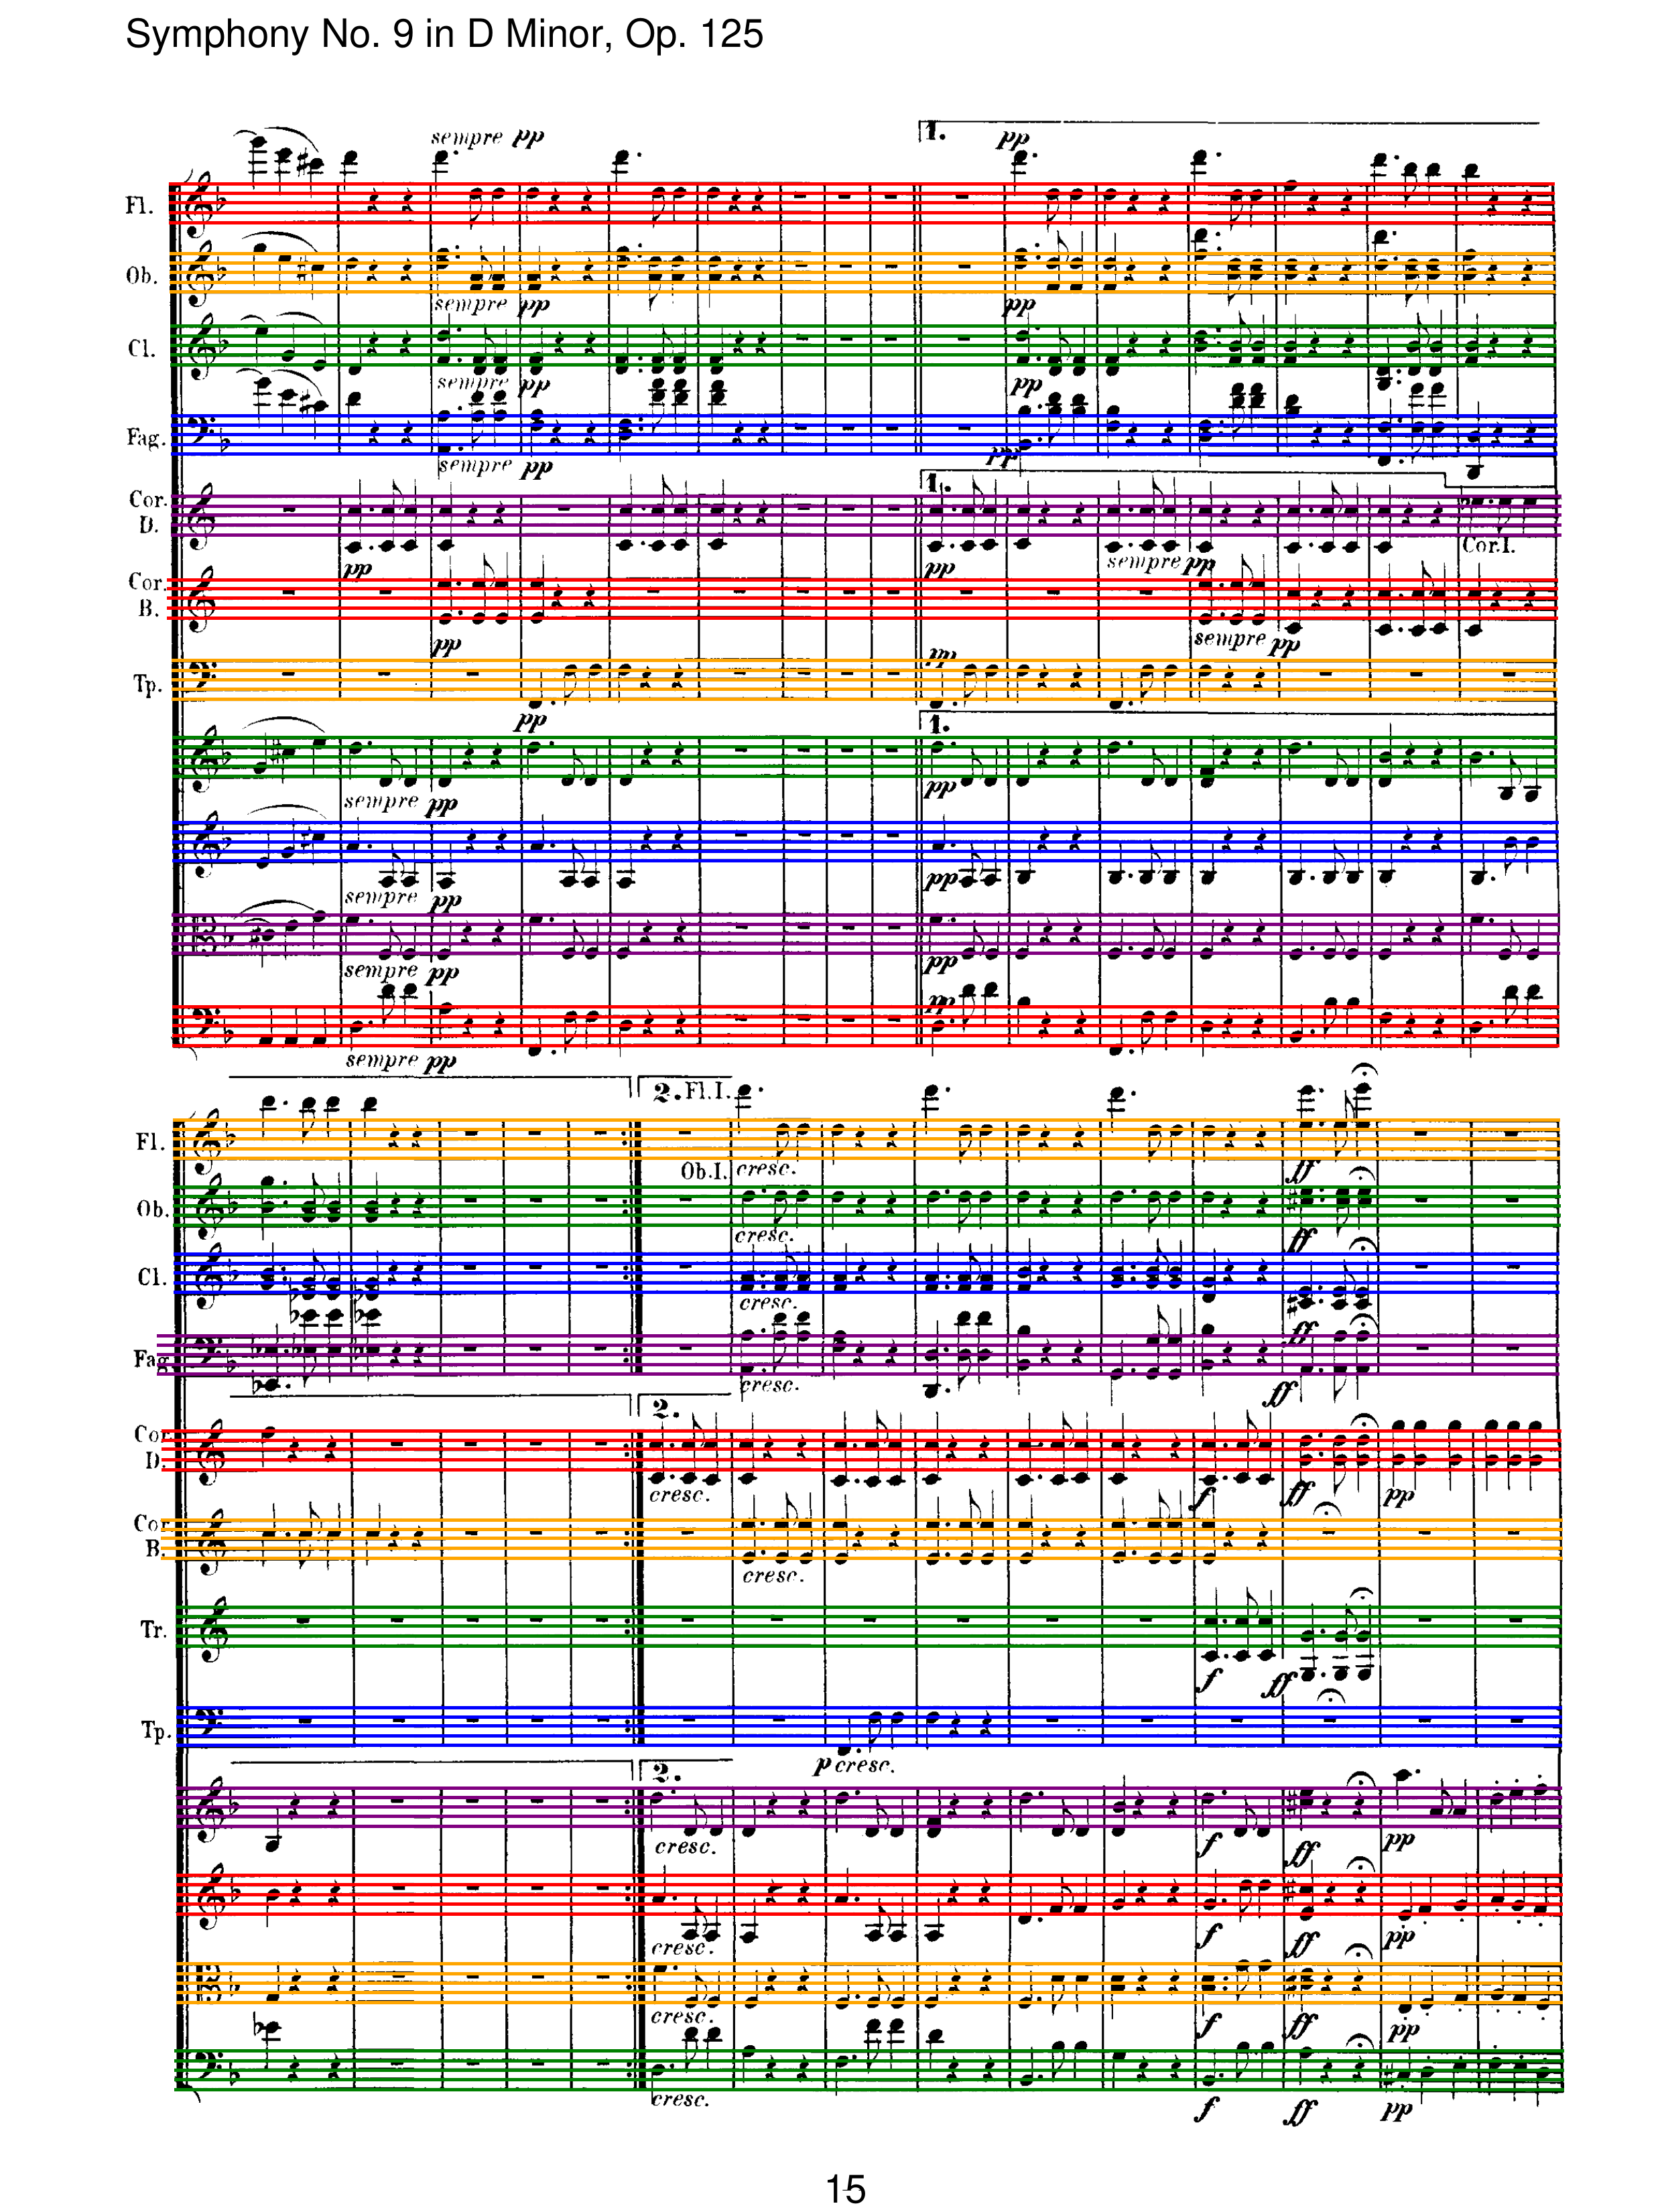 Symphony No. 9 in D Minor, Op. 125
sempre pp
1.
pp
Fl.
Ob.
sempre pp
pp
Cl.
sempre pp
pp
Fag.
sempre pp
pp
1.
Cor.
D.
pp
pp
sempre pp
Cor.I.
Cor.
B.
pp
sempre pp
Tp.
pp
pp
1.
sempre pp
pp
sempre pp
pp
sempre pp
pp
sempre pp
pp
2. Fl.I.
Fl.
cresc.
ff
Ob.I.
Ob.
cresc.
ff
Cl.
cresc.
ff
Fag
cresc.
ff
2.
Cor
D.
cresc.
f
ff
pp
Cor
B.
cresc.
Tr.
f
ff
Tp.
p cresc.
2.
cresc.
f
ff
pp
cresc.
f
ff
pp
cresc.
f
ff
pp
cresc.
f
ff
pp
15